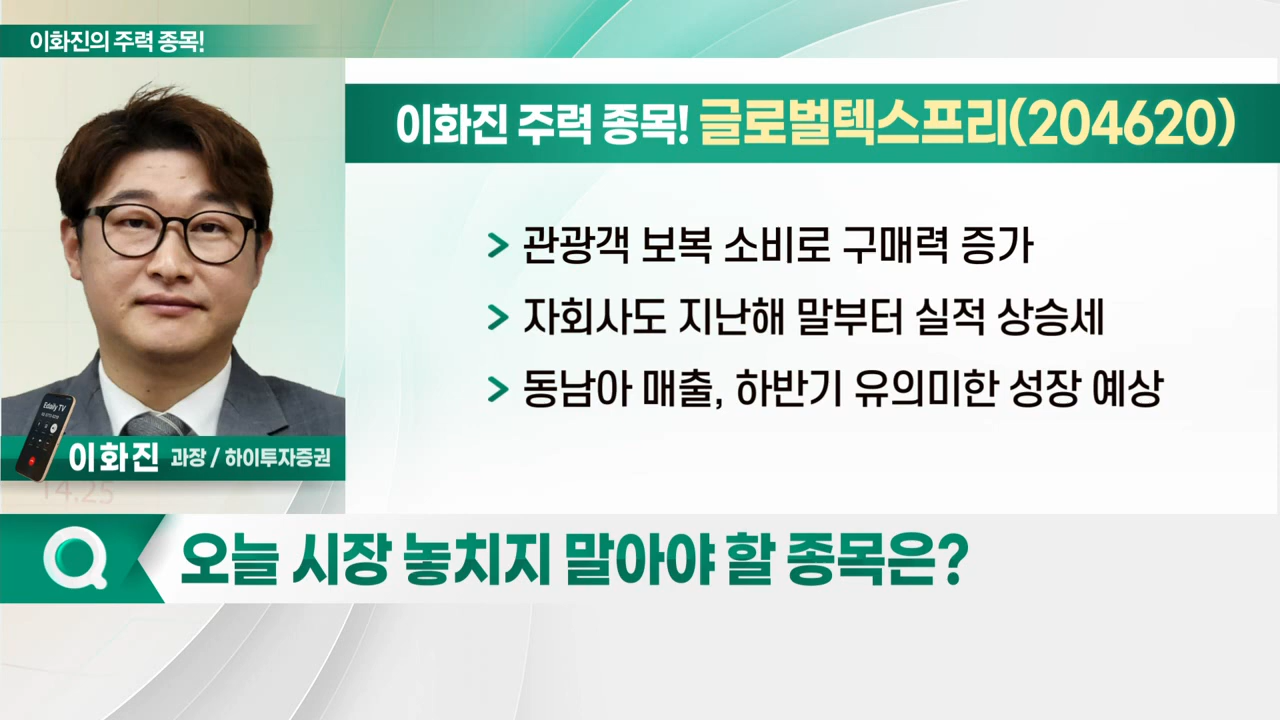 이화진의 주력 종목!
이화진 주력 종목! 글로벌텍스프리(204620)
> 관광객 보복 소비로 구매력 증가
> 자회사도 지난해 말부터 실적 상승세
> 동남아 매출, 하반기 유의미한 성장 예상
Edaily TV
이화진 과장 / 하이투자증권
14.25
Q 오늘 시장 놓치지 말아야 할 종목은?